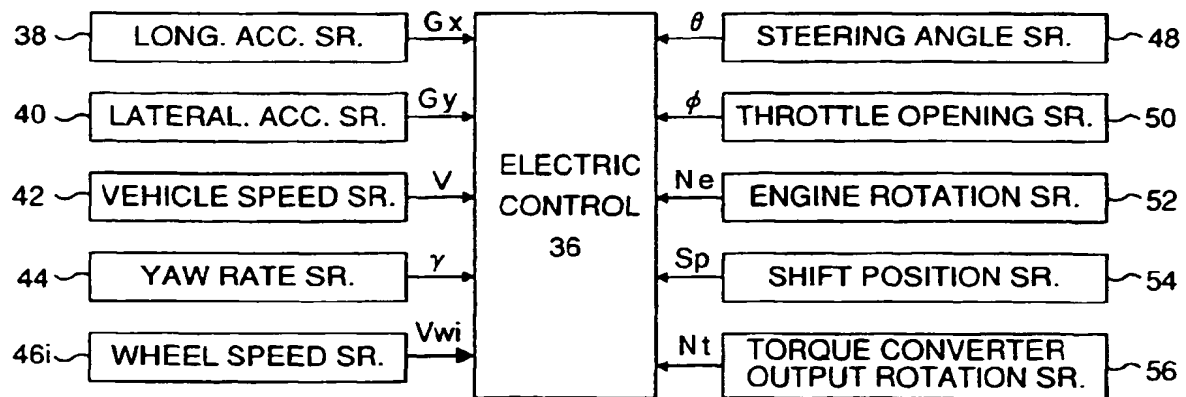 38 LONG. ACC. SR. Gx
40 LATERAL. ACC. SR. Gy
42 VEHICLE SPEED SR. V
44 YAW RATE SR. γ
46i WHEEL SPEED SR. Vwi
ELECTRIC
CONTROL
36
θ STEERING ANGLE SR. 48
ϕ THROTTLE OPENING SR. 50
Ne ENGINE ROTATION SR. 52
Sp SHIFT POSITION SR. 54
Nt TORQUE CONVERTER
OUTPUT ROTATION SR. 56